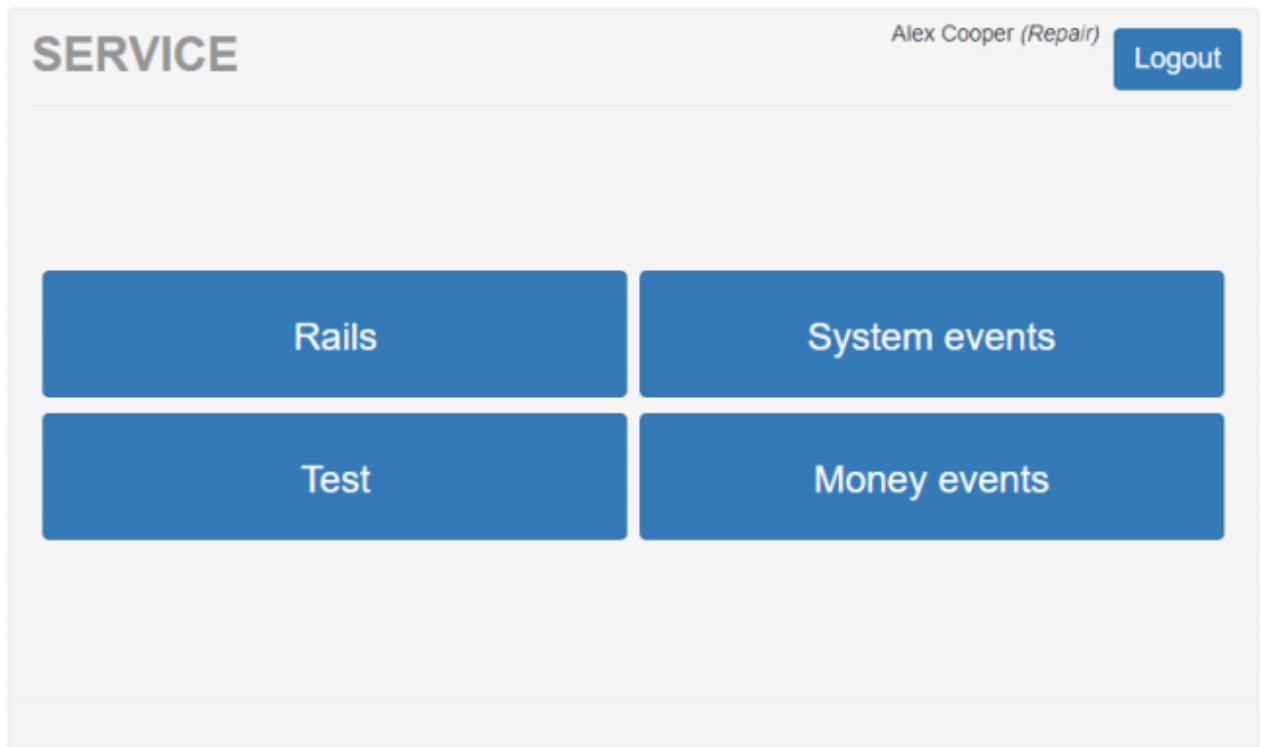 SERVICE
Alex Cooper (Repair)
Logout
Rails
System events
Test
Money events